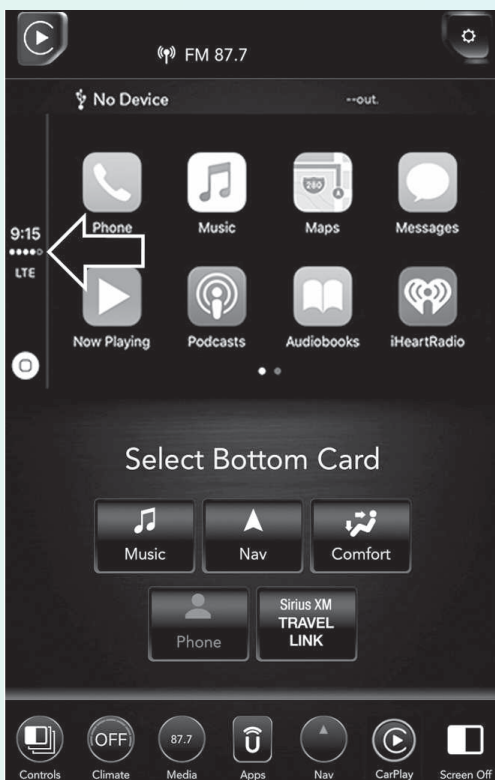 FM 87.7
No Device --out.
Phone Music Maps Messages
9:15
LTE
280
Now Playing Podcasts Audiobooks iHeartRadio
Select Bottom Card
Music Nav Comfort
Phone
Sirius XM
TRAVEL
LINK
OFF 87.7
Controls Climate Media Apps Nav CarPlay Screen Off